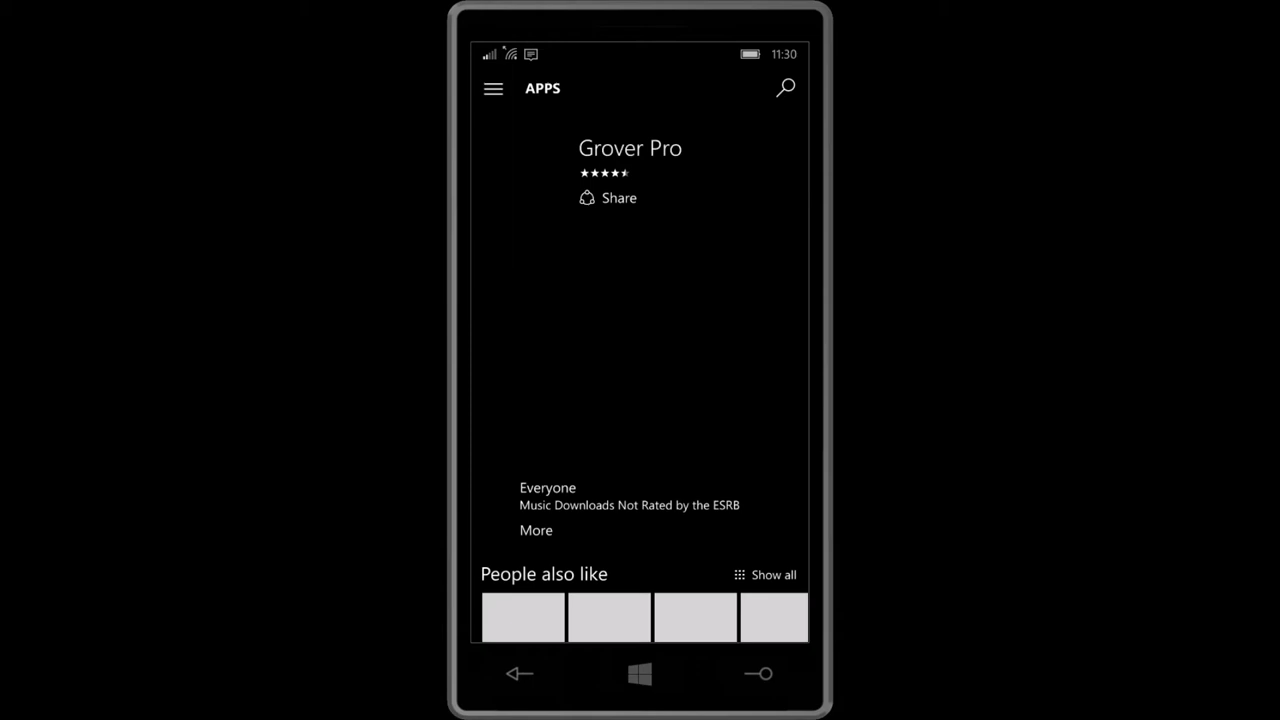 11:30
APPS
Grover Pro
Share
Everyone
Music Downloads Not Rated by the ESRB
More
People also like
Show all